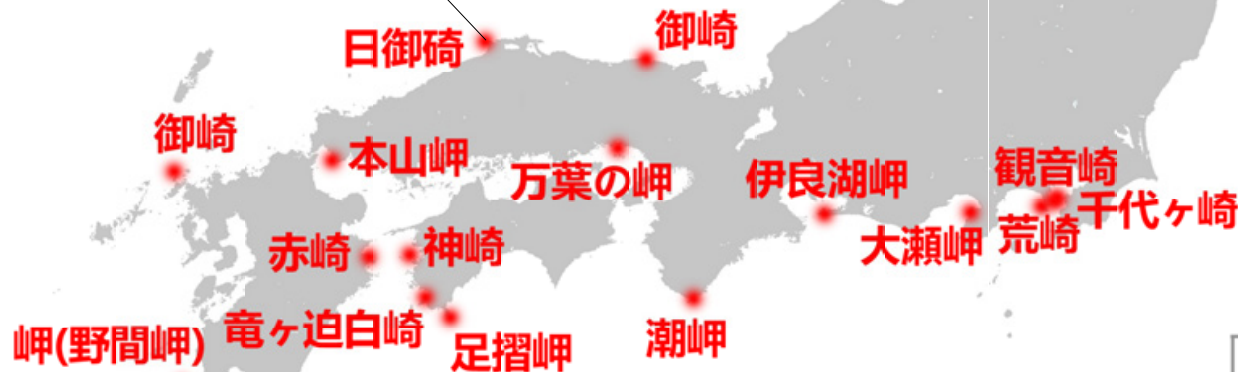 日御碕
御崎
御崎
本山岬
万葉の岬
伊良湖岬
観音崎
千代ヶ崎
荒崎
大瀬岬
赤崎
神崎
竜ヶ迫白崎
足摺岬
潮岬
岬(野間岬)